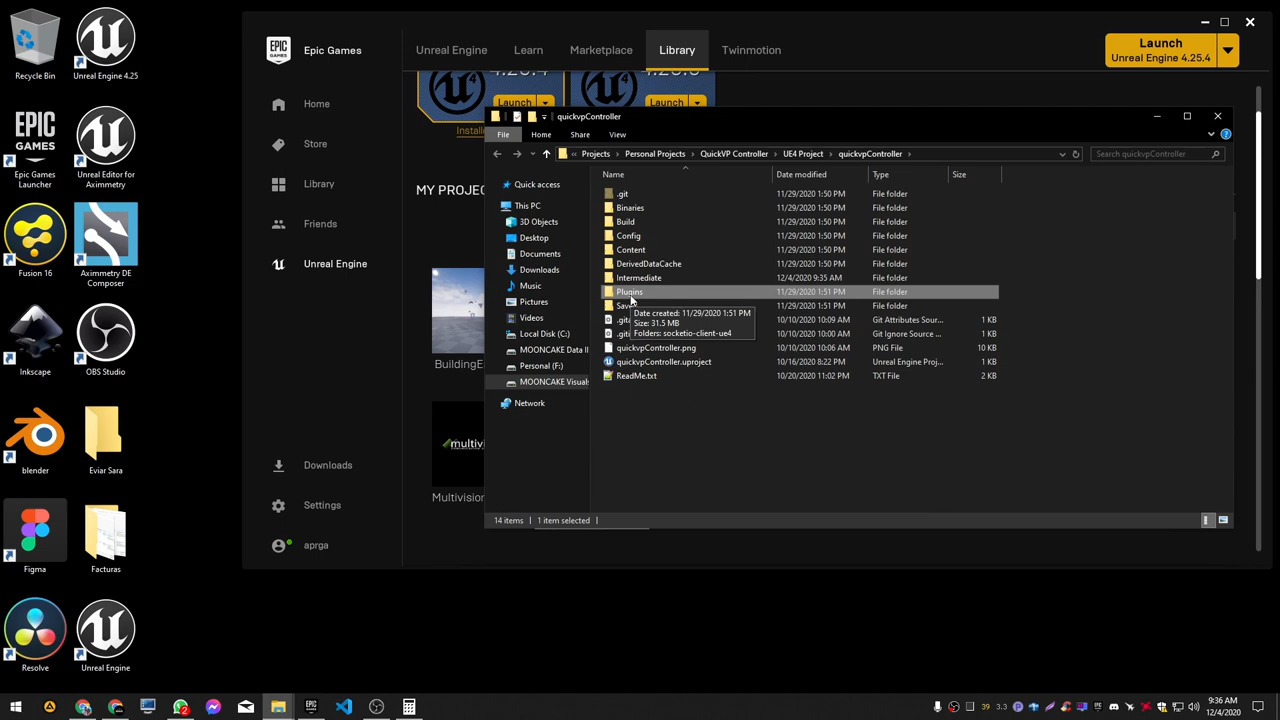 Recycle Bin
Unreal Engine 4.25
EPIC
GAMES
Epic Games
Launcher
Unreal Editor for
Aximmetry
Fusion 16
Aximmetry DE
Composer
Inkscape
OBS Studio
blender
Eviar Sara
Figma
Facturas
Resolve
Unreal Engine
EPIC
GAMES
Epic Games
Home
Store
Library
Friends
Unreal Engine
Downloads
Settings
aprga
Unreal Engine
Learn
Marketplace
Library
Twinmotion
Launch
Unreal Engine 4.25.4
Launch
Launch
MY PROJE
BuildingE
multivi
Multivision
quickvpController
File
Home
Share
View
« Projects > Personal Projects > QuickVP Controller > UE4 Project > quickvpController >
Search quickvpController
Quick access
This PC
3D Objects
Desktop
Documents
Downloads
Music
Pictures
Videos
Local Disk (C:)
MOONCAKE Data II
Personal (F:)
MOONCAKE Visuals
Network
Name Date modified Type Size
.git 11/29/2020 1:50 PM File folder
Binaries 11/29/2020 1:50 PM File folder
Build 11/29/2020 1:50 PM File folder
Config 11/29/2020 1:50 PM File folder
Content 11/29/2020 1:50 PM File folder
DerivedDataCache 11/29/2020 1:50 PM File folder
Intermediate 12/4/2020 9:35 AM File folder
Plugins 11/29/2020 1:51 PM File folder
Sav 11/29/2020 1:51 PM File folder
.git 10/10/2020 10:09 AM Git Attributes Sour... 1 KB
.git 10/10/2020 10:00 AM Git Ignore Source ... 1 KB
quickvpController.png 10/10/2020 10:06 AM PNG File 10 KB
quickvpController.uproject 10/16/2020 8:22 PM Unreal Engine Proj... 1 KB
ReadMe.txt 10/20/2020 11:02 PM TXT File 2 KB
Date created: 11/29/2020 1:51 PM
Size: 31.5 MB
Folders: socketio-client-ue4
14 items
1 item selected
39
3.3
9:36 AM
12/4/2020